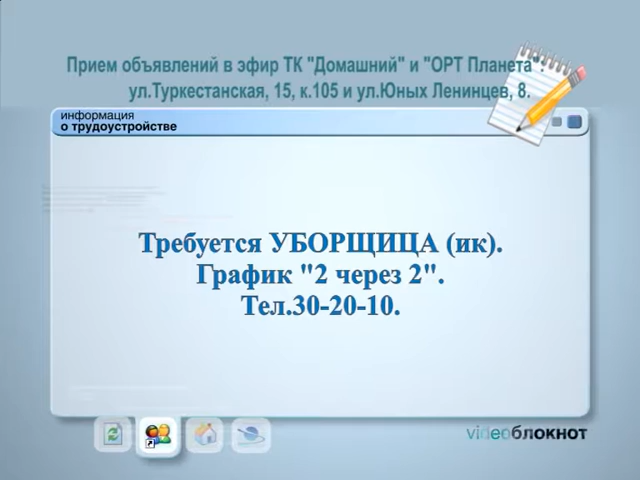 Прием объявлений в эфир ТК "Домашний" и "ОРТ Планета":
ул.Туркестанская, 15, к.105 и ул.Юных Ленинцев, 8.
информация
о трудоустройстве
Требуется УБОРЩИЦА (ик).
График "2 через 2".
Тел.30-20-10.
videoБЛОКНОТ